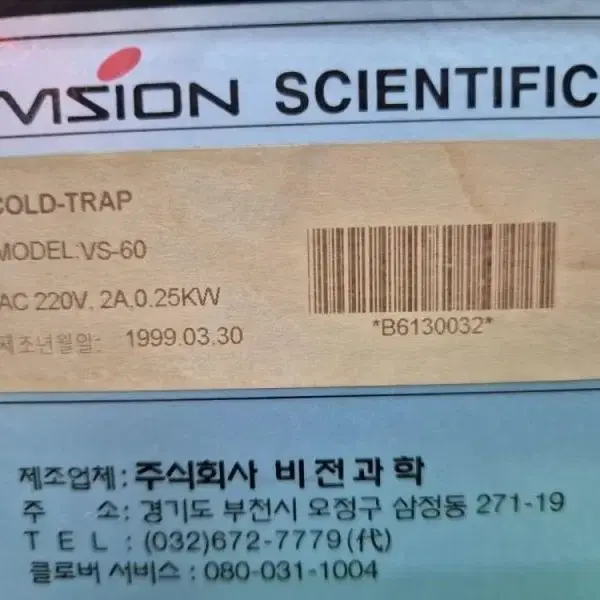 VISION SCIENTIFIC
COLD-TRAP
MODEL:VS-60
AC 220V, 2A,0.25KW
제조년월일: 1999.03.30
*B6130032*
제조업체: 주식회사 비전과학
주 소: 경기도 부천시 오정구 삼정동 271-19
T E L : (032)672-7779(代)
클로버 서비스 : 080-031-1004